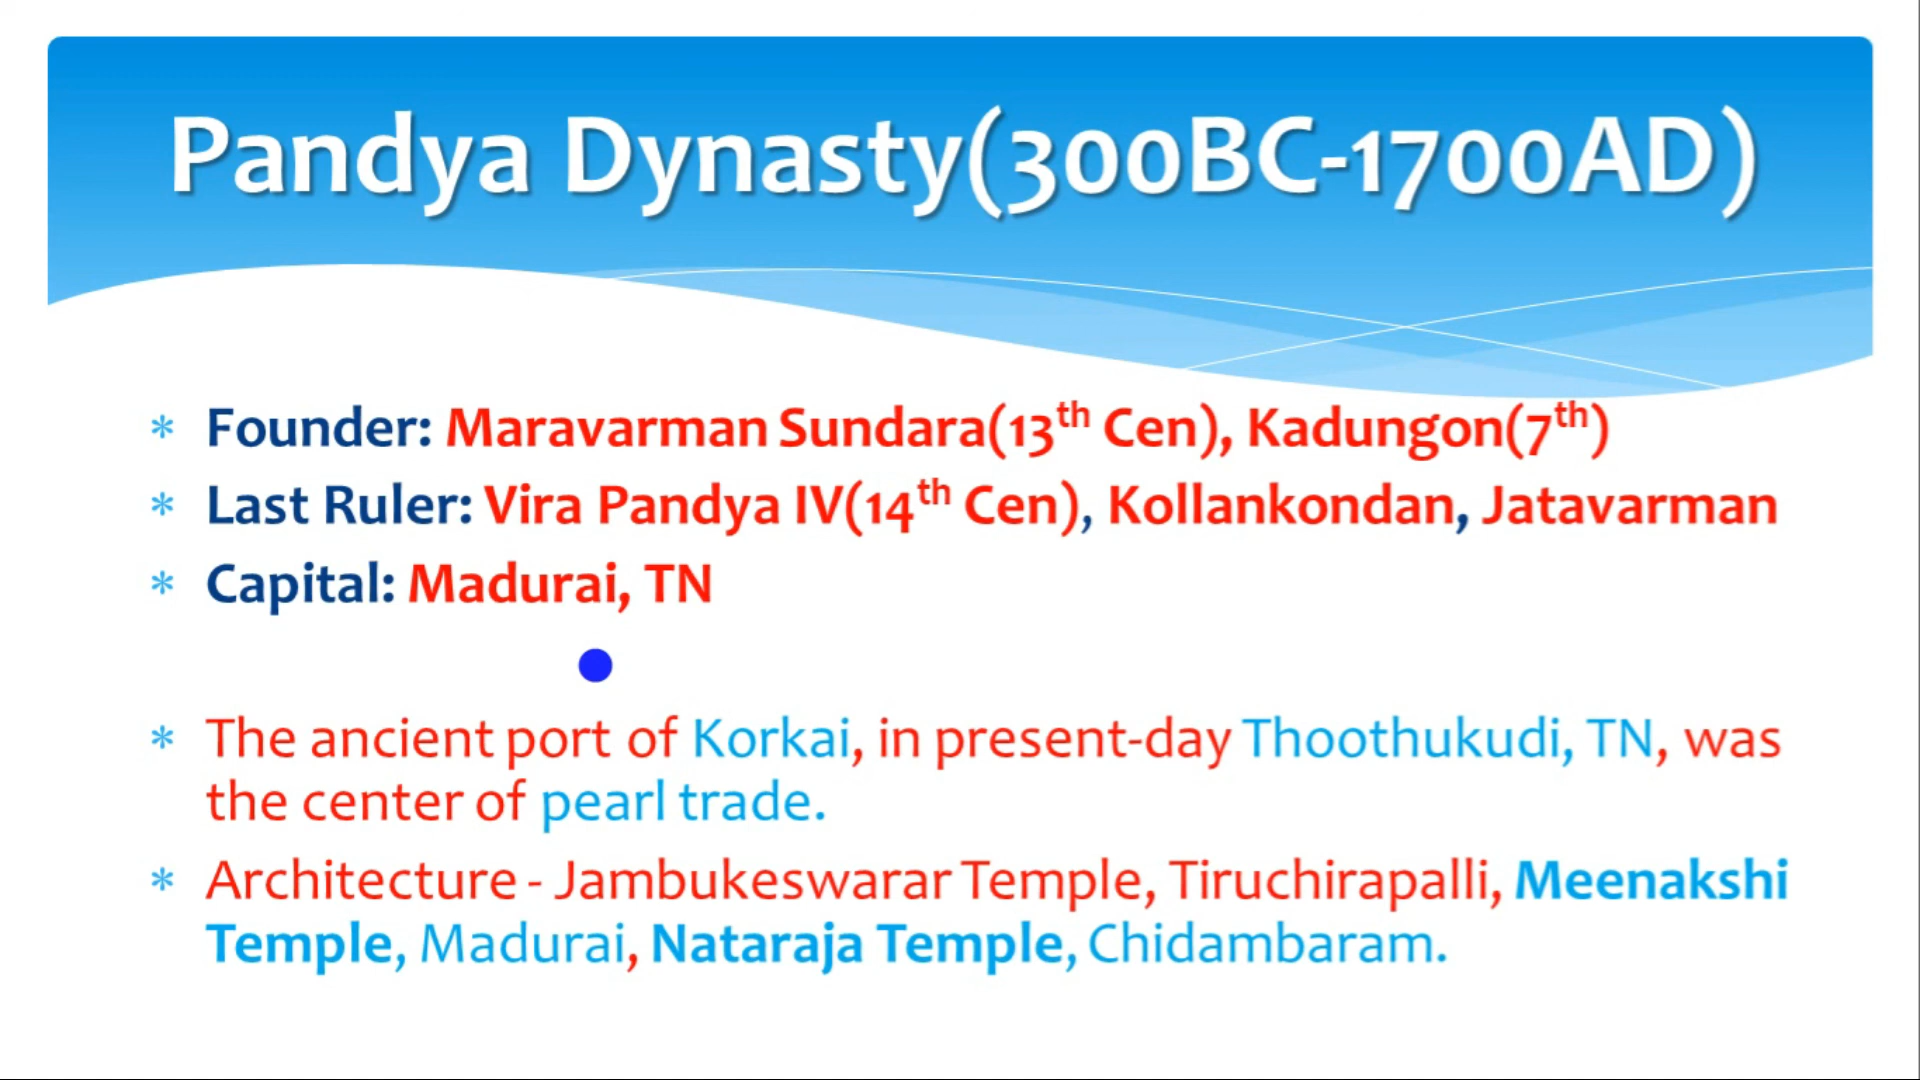 Pandya Dynasty(300BC-1700AD)
* Founder: Maravarman Sundara(13th Cen), Kadungon(7th)
* Last Ruler: Vira Pandya IV(14th Cen), Kollankondan, Jatavarman
* Capital: Madurai, TN
* The ancient port of Korkai, in present-day Thoothukudi, TN, was
the center of pearl trade.
* Architecture - Jambukeswarar Temple, Tiruchirapalli, Meenakshi
Temple, Madurai, Nataraja Temple, Chidambaram.